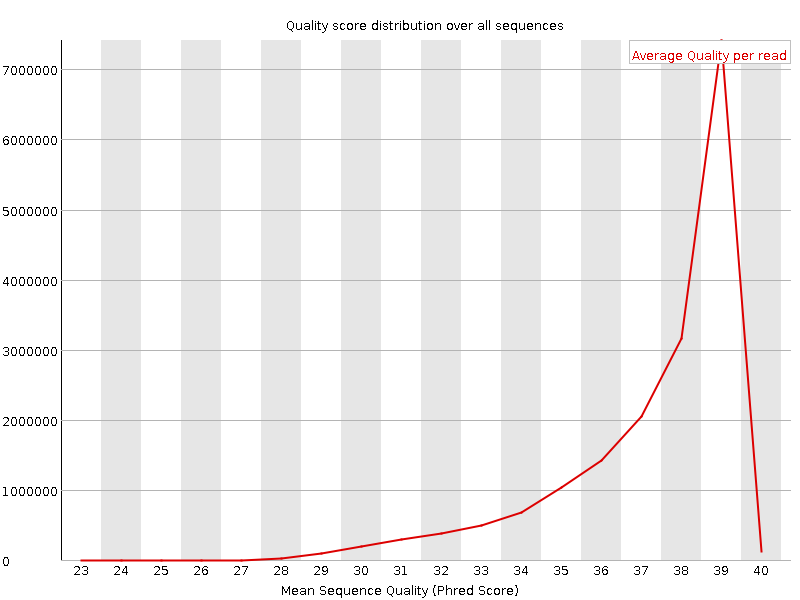 Quality score distribution over all sequences
Average Quality per read
7000000
6000000
5000000
4000000
3000000
2000000
1000000
0
23 24 25 26 27 28 29 30 31 32 33 34 35 36 37 38 39 40
Mean Sequence Quality (Phred Score)